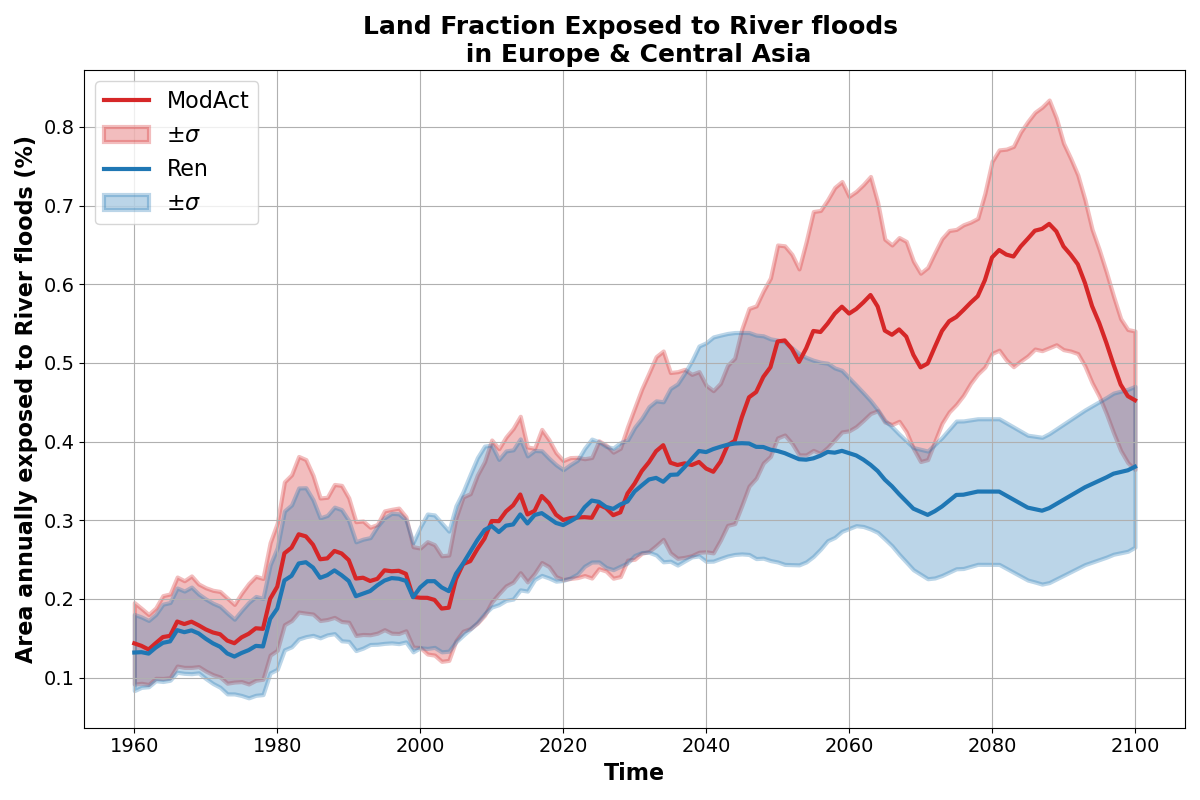 Land Fraction Exposed to River floods
in Europe & Central Asia
ModAct
±σ
Ren
±σ
Area annually exposed to River floods (%)
0.8
0.7
0.6
0.5
0.4
0.3
0.2
0.1
1960 1980 2000 2020 2040 2060 2080 2100
Time